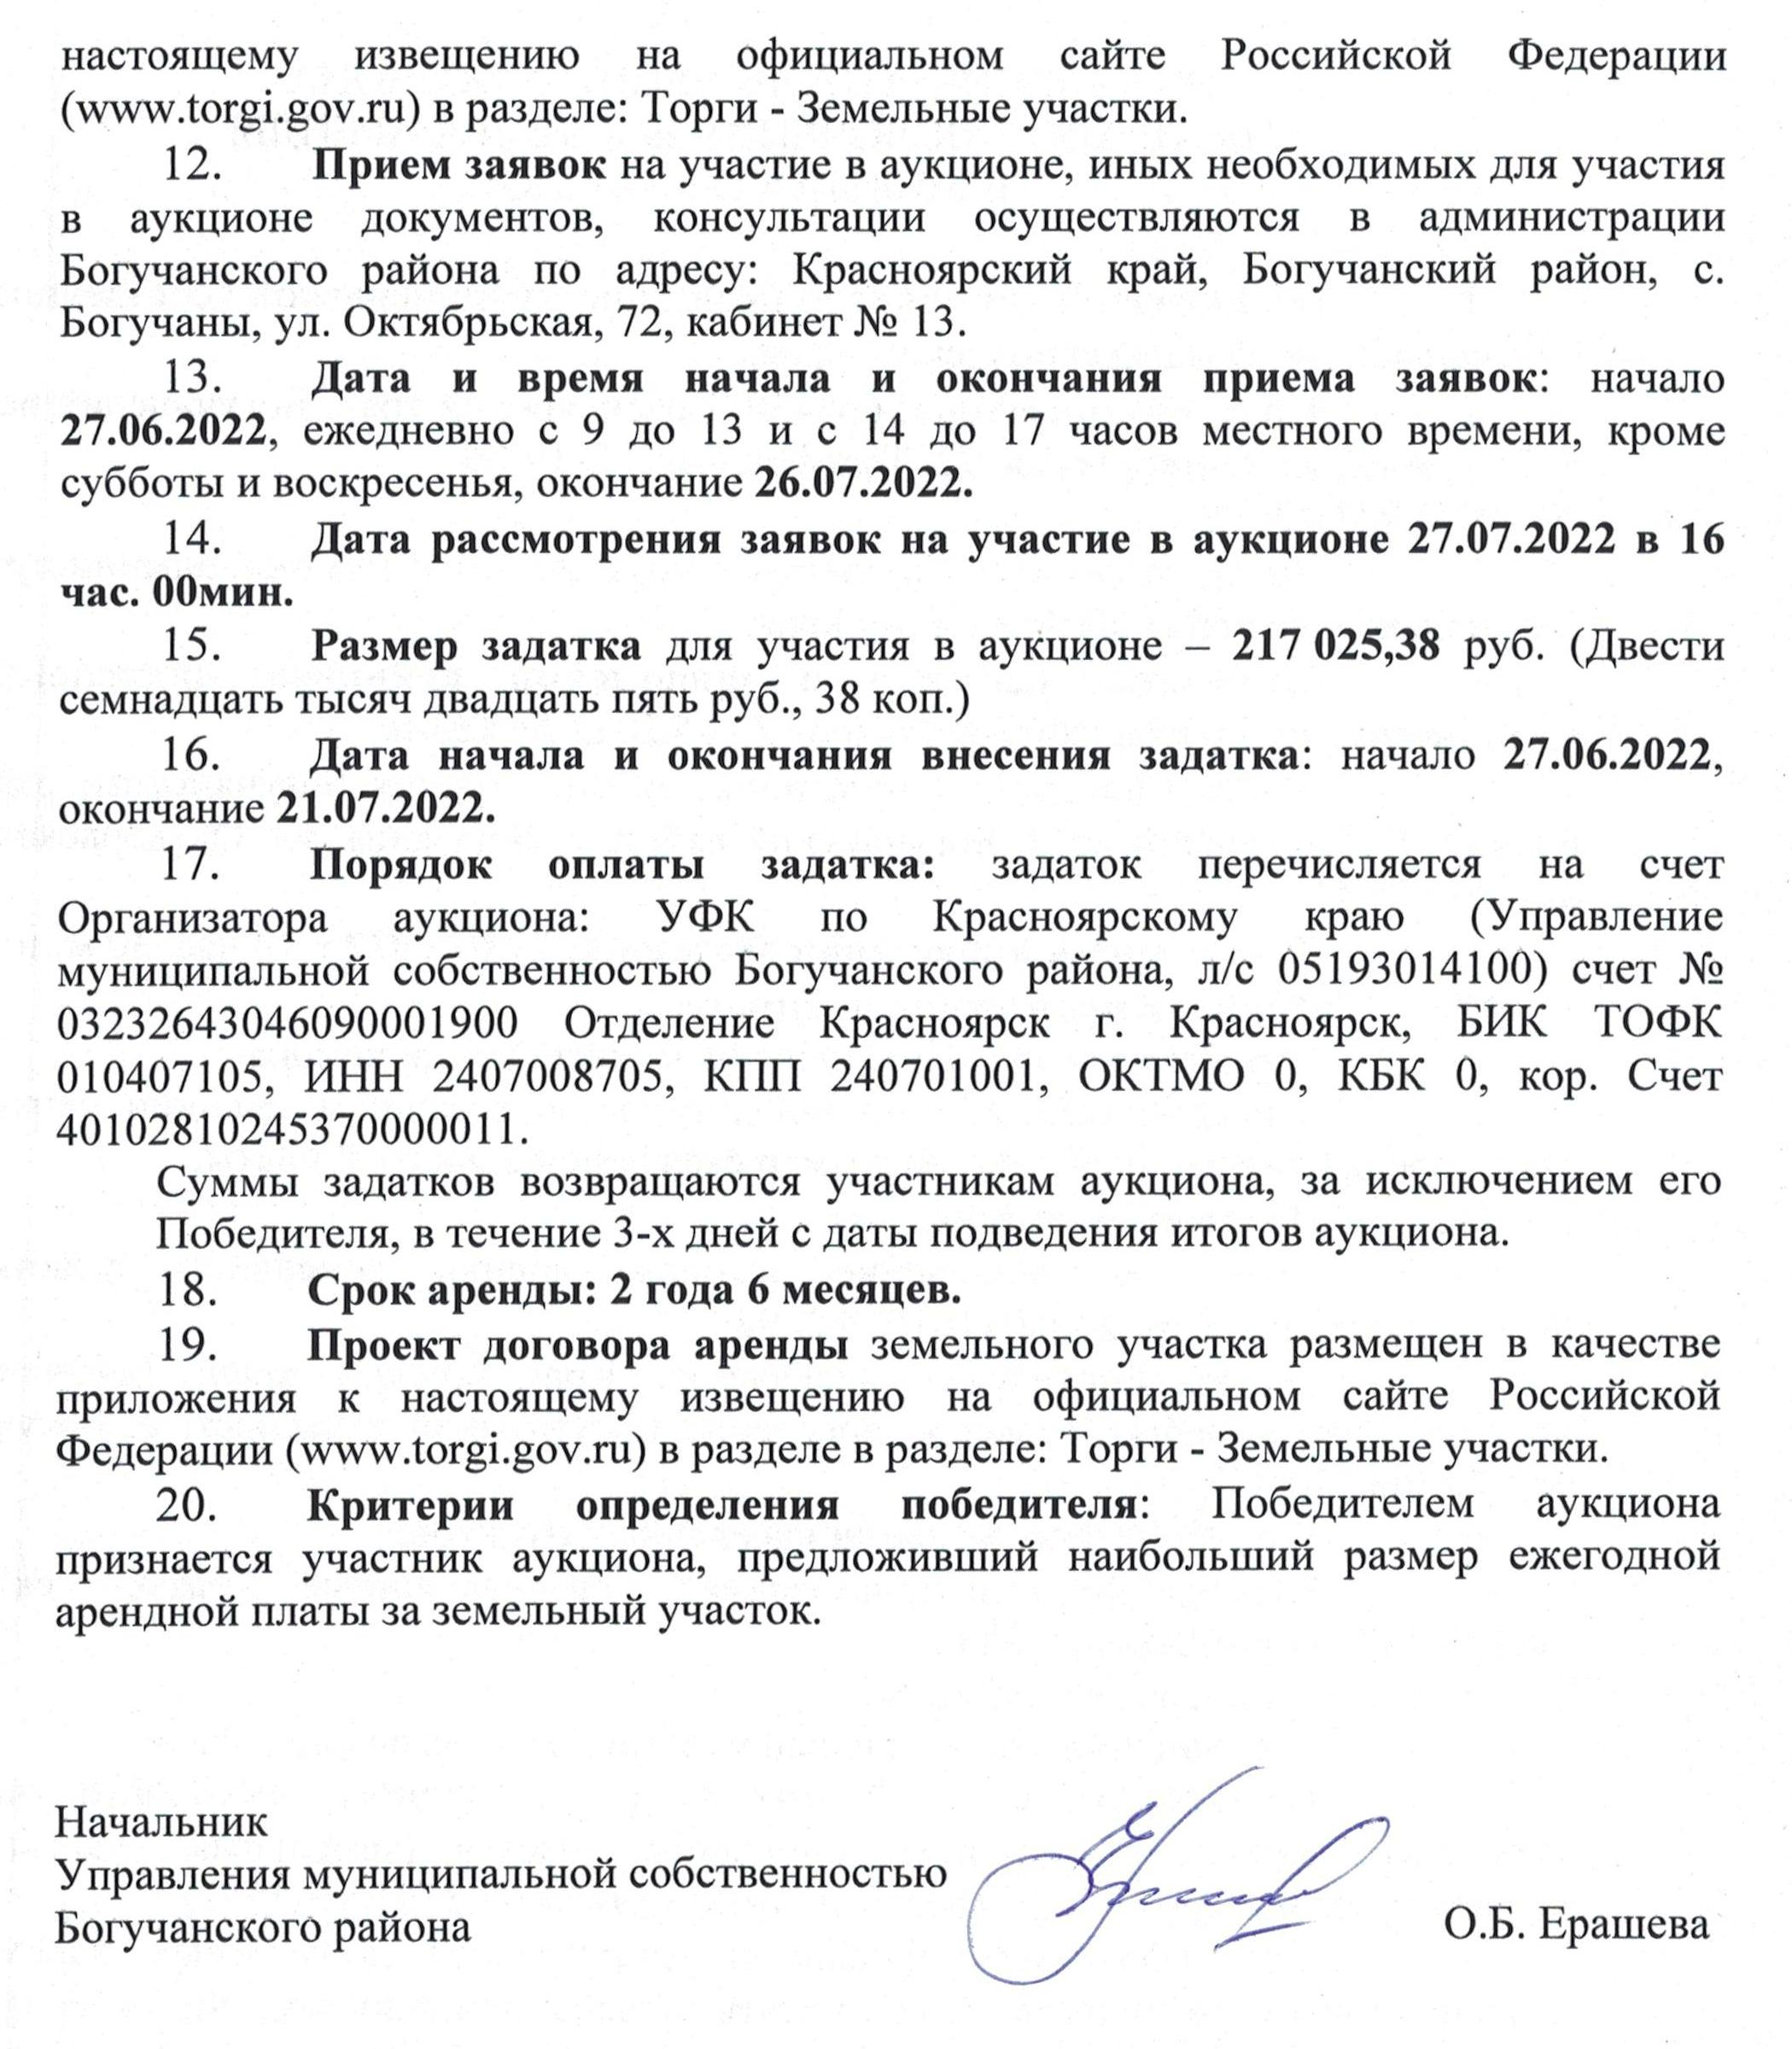 настоящему извещению на официальном сайте Российской Федерации
(www.torgi.gov.ru) в разделе: Торги - Земельные участки.
12. Прием заявок на участие в аукционе, иных необходимых для участия
в аукционе документов, консультации осуществляются в администрации
Богучанского района по адресу: Красноярский край, Богучанский район, с.
Богучаны, ул. Октябрьская, 72, кабинет № 13.
13. Дата и время начала и окончания приема заявок: начало
27.06.2022, ежедневно с 9 до 13 и с 14 до 17 часов местного времени, кроме
субботы и воскресенья, окончание 26.07.2022.
14. Дата рассмотрения заявок на участие в аукционе 27.07.2022 в 16
час. 00мин.
15. Размер задатка для участия в аукционе – 217 025,38 руб. (Двести
семнадцать тысяч двадцать пять руб., 38 коп.)
16. Дата начала и окончания внесения задатка: начало 27.06.2022,
окончание 21.07.2022.
17. Порядок оплаты задатка: задаток перечисляется на счет
Организатора аукциона: УФК по Красноярскому краю (Управление
муниципальной собственностью Богучанского района, л/с 05193014100) счет №
03232643046090001900 Отделение Красноярск г. Красноярск, БИК ТОФК
010407105, ИНН 2407008705, КПП 240701001, ОКТМО 0, КБК 0, кор. Счет
40102810245370000011.
Суммы задатков возвращаются участникам аукциона, за исключением его
Победителя, в течение 3-х дней с даты подведения итогов аукциона.
18. Срок аренды: 2 года 6 месяцев.
19. Проект договора аренды земельного участка размещен в качестве
приложения к настоящему извещению на официальном сайте Российской
Федерации (www.torgi.gov.ru) в разделе в разделе: Торги - Земельные участки.
20. Критерии определения победителя: Победителем аукциона
признается участник аукциона, предложивший наибольший размер ежегодной
арендной платы за земельный участок.
Начальник
Управления муниципальной собственностью
Богучанского района
О.Б. Ерашева